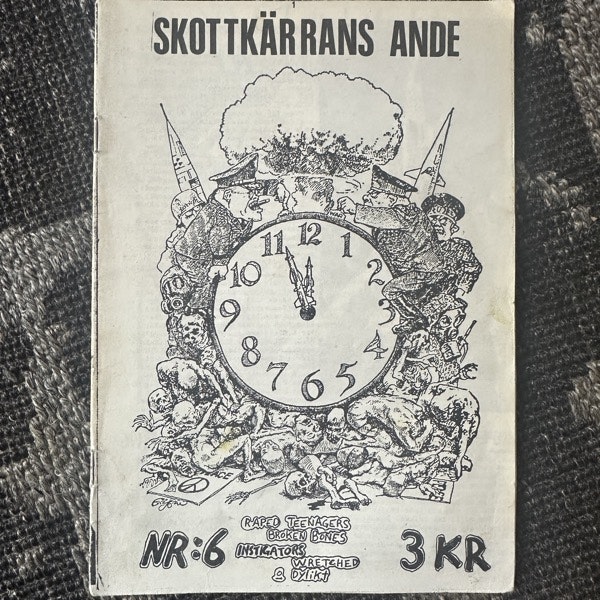 SKOTTKÄRRANS ANDE
11 12 1
10 2
9 3
8 4
7 6 5
NR:6
RAPED TEENAGERS
BROKEN BONES
INSTIGATORS
WRETCHED
& DYLIKT
3 KR